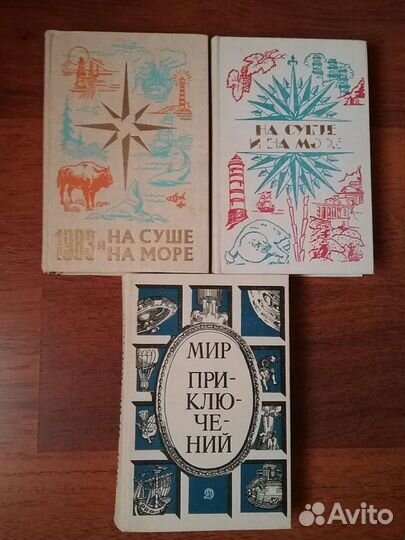 1983 и НА СУШЕ
НА МОРЕ
НА СУШЕ
И НА МОРЕ
МИР
ПРИ-
КЛЮ-
ЧЕ-
НИЙ
Avito